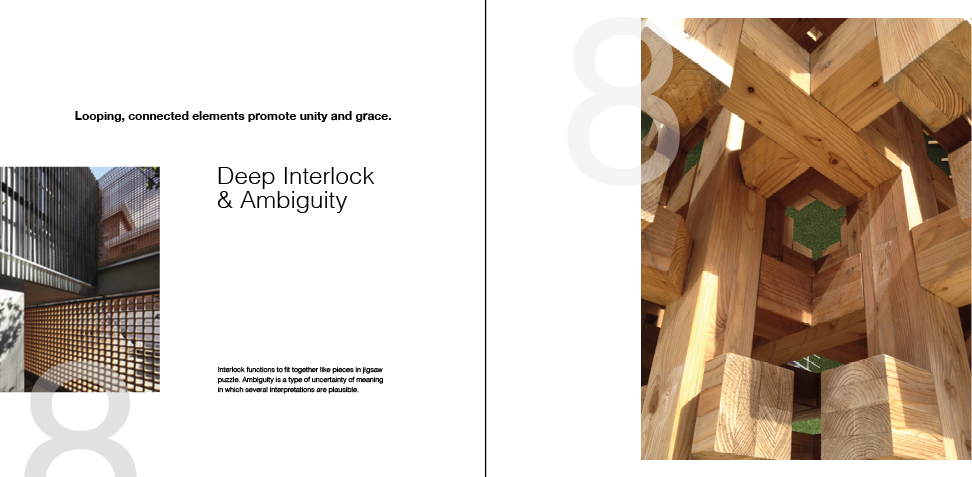 Looping, connected elements promote unity and grace.
Deep Interlock
& Ambiguity
Interlock functions to fit together like pieces in jigsaw
puzzle. Ambiguity is a type of uncertainty of meaning
in which several interpretations are plausible.
8
8